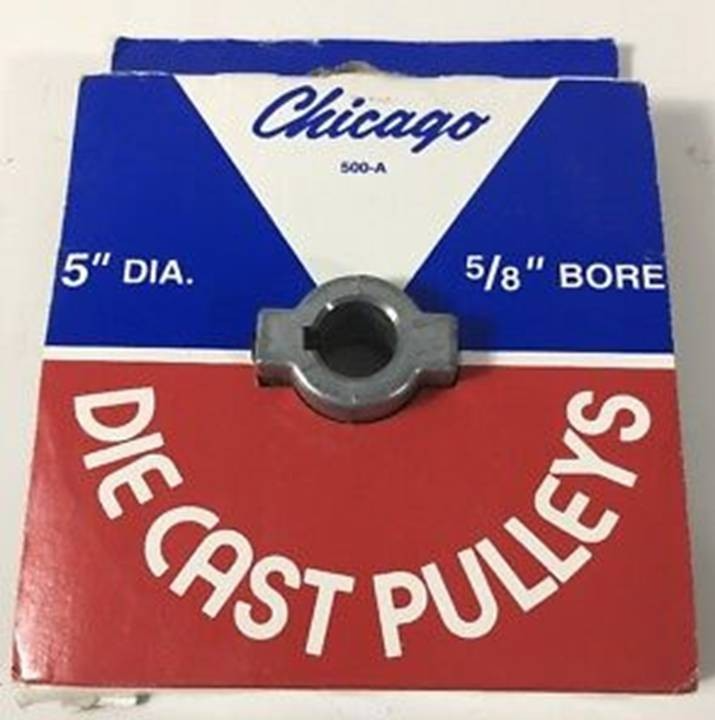 Chicago
500-A
5" DIA.
5/8" BORE
DIE CAST PULLEYS